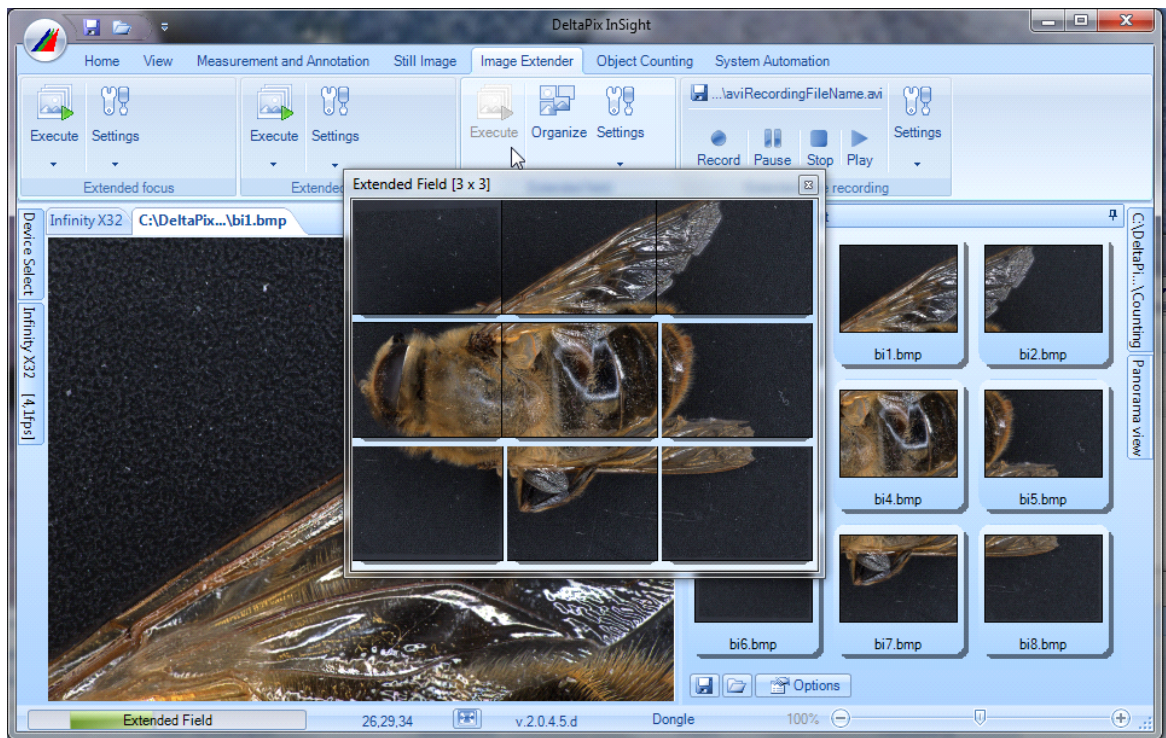 DeltaPix InSight
Home View Measurement and Annotation Still Image Image Extender Object Counting System Automation
...\aviRecordingFileName.avi
Execute Settings Execute Settings Execute Organize Settings Settings
Record Pause Stop Play
Extended focus Extended recording
Extended Field [3 x 3]
Infinity X32 C:\DeltaPix...\bi1.bmp
Device Select
Infinity X32 [4,1fps]
bi1.bmp bi2.bmp
bi4.bmp bi5.bmp
bi6.bmp bi7.bmp bi8.bmp
C:\DeltaPi...\Counting
Panorama view
Options
Extended Field 26,29,34 v.2.0.4.5.d Dongle 100%